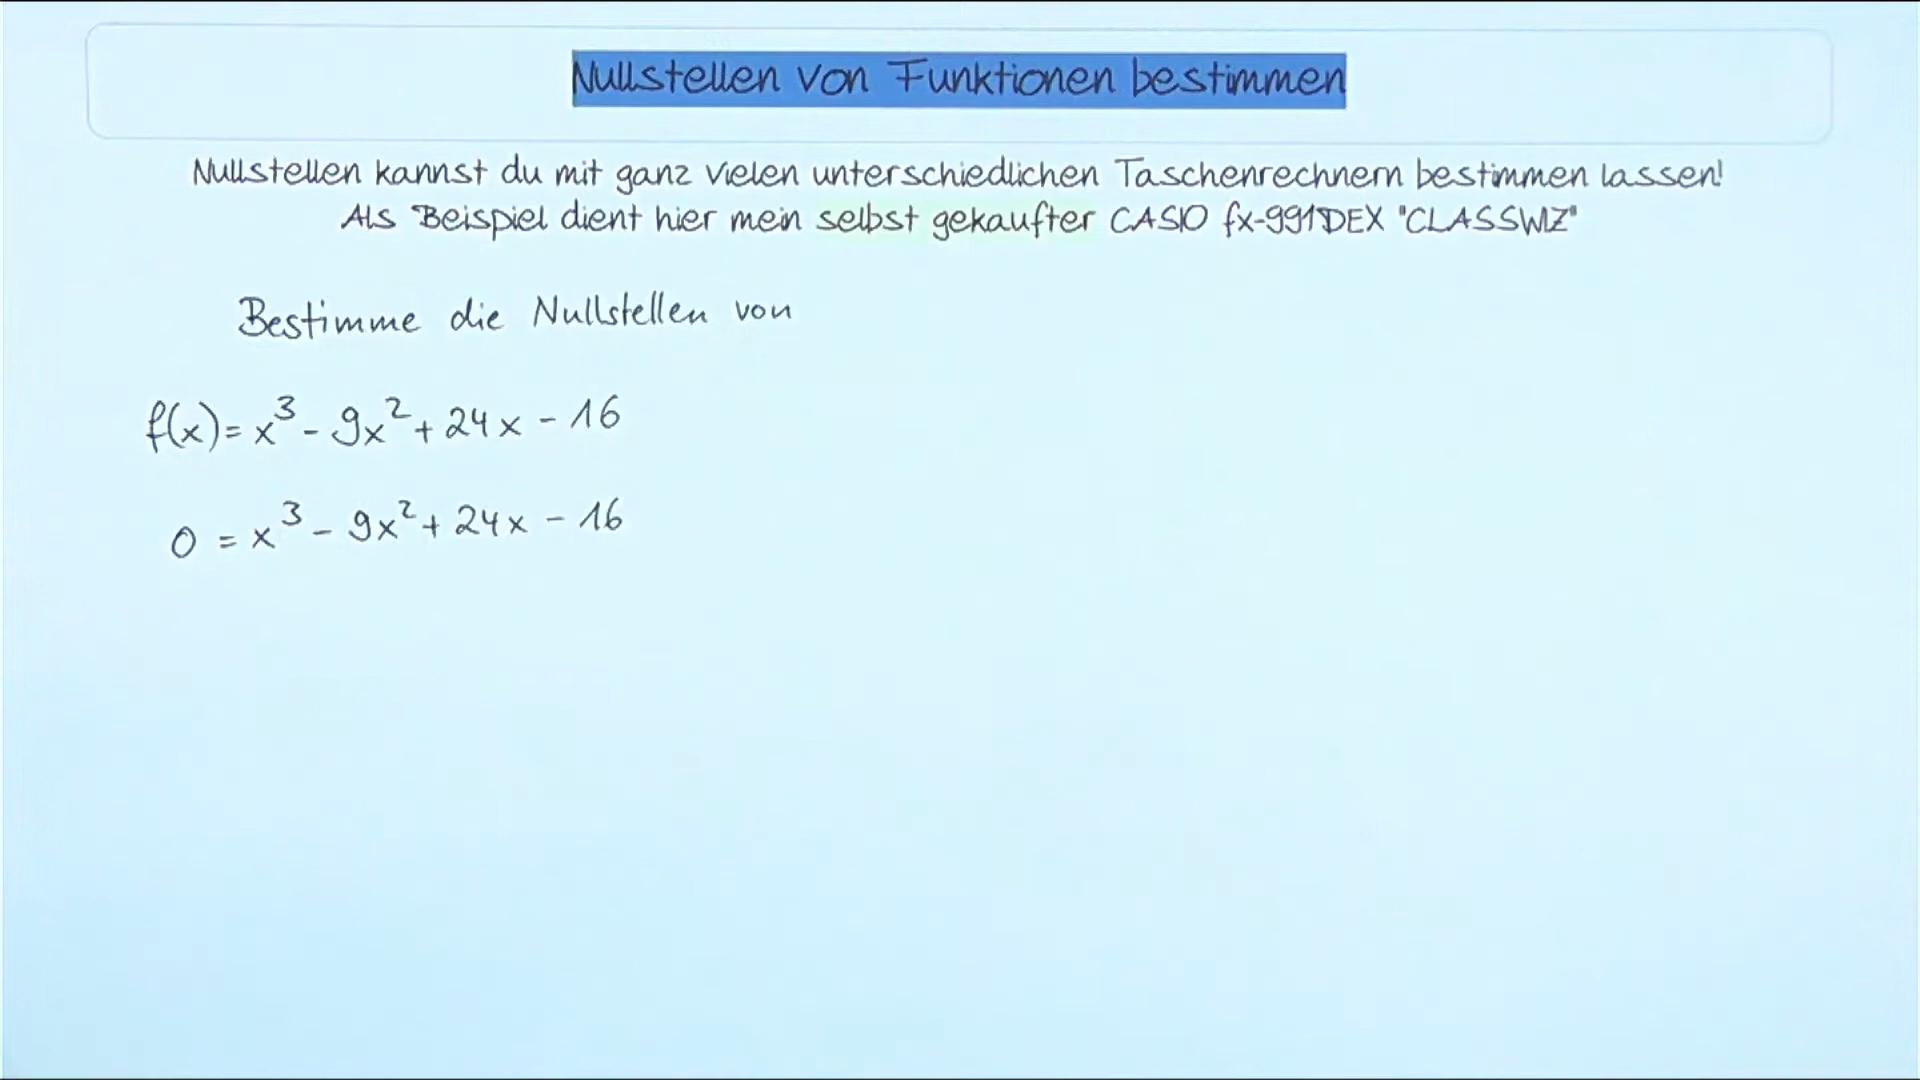 Nullstellen von Funktionen bestimmen
Nullstellen kannst du mit ganz vielen unterschiedlichen Taschenrechnern bestimmen lassen!
Als Beispiel dient hier mein selbst gekaufter CASIO fx-991DEX "CLASSWIZ"
Bestimme die Nullstellen von
f(x) = x³ - 9x² + 24x - 16
0 = x³ - 9x² + 24x - 16